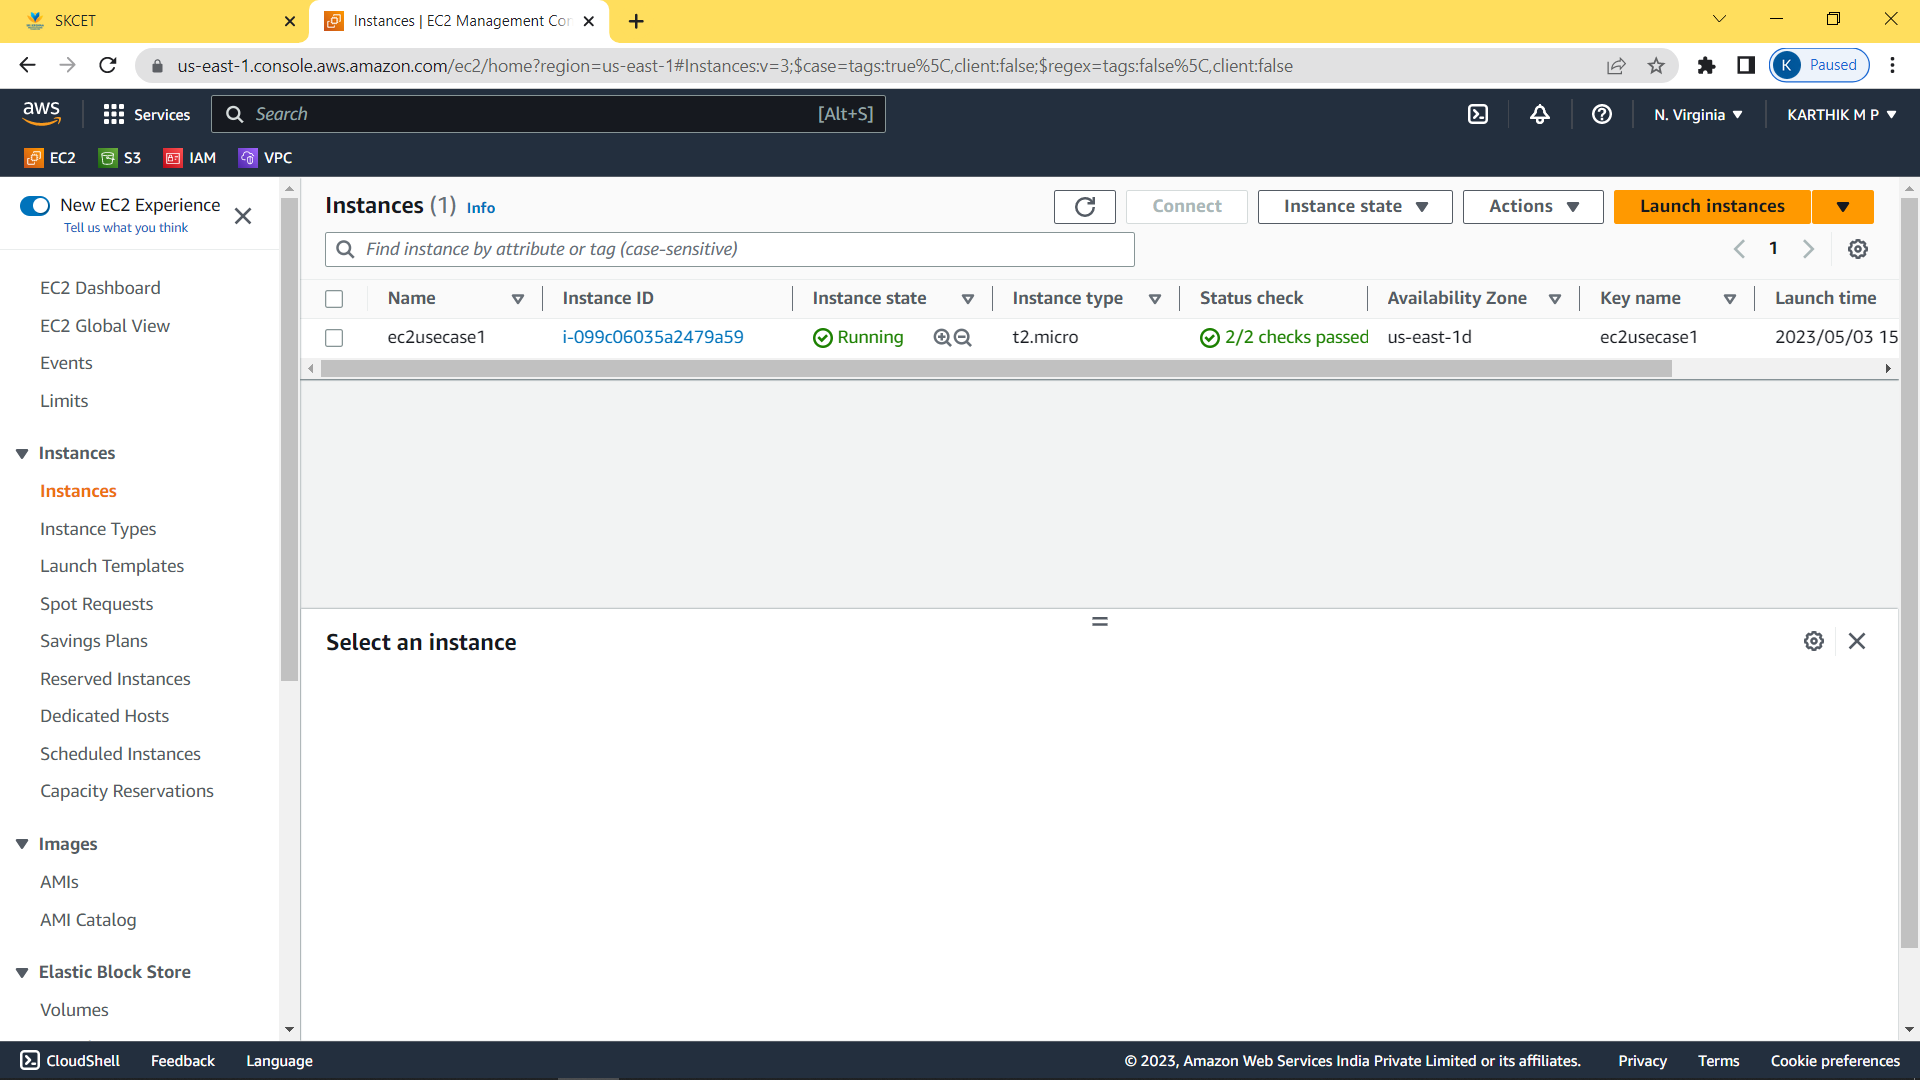 SKCET
Instances | EC2 Management Con
us-east-1.console.aws.amazon.com/ec2/home?region=us-east-1#Instances:v=3;$case=tags:true%5C,client:false;$regex=tags:false%5C,client:false
K Paused
aws
Services
Search
[Alt+S]
N. Virginia
KARTHIK M P
EC2
S3
IAM
VPC
New EC2 Experience
Tell us what you think
EC2 Dashboard
EC2 Global View
Events
Limits
Instances
Instances
Instance Types
Launch Templates
Spot Requests
Savings Plans
Reserved Instances
Dedicated Hosts
Scheduled Instances
Capacity Reservations
Images
AMIs
AMI Catalog
Elastic Block Store
Volumes
Instances (1) Info
Connect
Instance state
Actions
Launch instances
Find instance by attribute or tag (case-sensitive)
1
Name Instance ID Instance state Instance type Status check Availability Zone Key name Launch time
ec2usecase1 i-099c06035a2479a59 Running t2.micro 2/2 checks passed us-east-1d ec2usecase1 2023/05/03 15
Select an instance
CloudShell
Feedback
Language
© 2023, Amazon Web Services India Private Limited or its affiliates.
Privacy
Terms
Cookie preferences